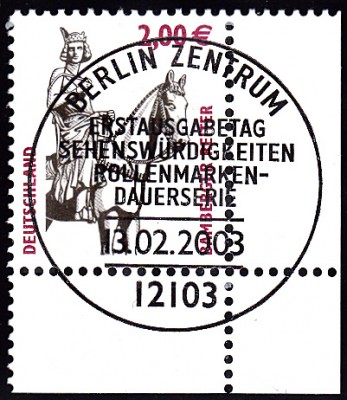 2,00 €
BERLIN ZENTRUM
ERSTAUSGABETAG
SEHENSWÜRDIGKEITEN
ROLLENMARKEN-
DAUERSERIE
13.02.2003
12103
DEUTSCHLAND
BAMBERGER REITER